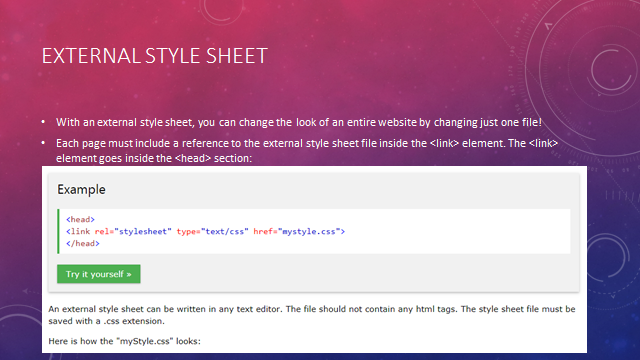 EXTERNAL STYLE SHEET
• With an external style sheet, you can change the look of an entire website by changing just one file!
• Each page must include a reference to the external style sheet file inside the <link> element. The <link>
element goes inside the <head> section:
Example
<head>
<link rel="stylesheet" type="text/css" href="mystyle.css">
</head>
Try it yourself »
An external style sheet can be written in any text editor. The file should not contain any html tags. The style sheet file must be
saved with a .css extension.
Here is how the "myStyle.css" looks: